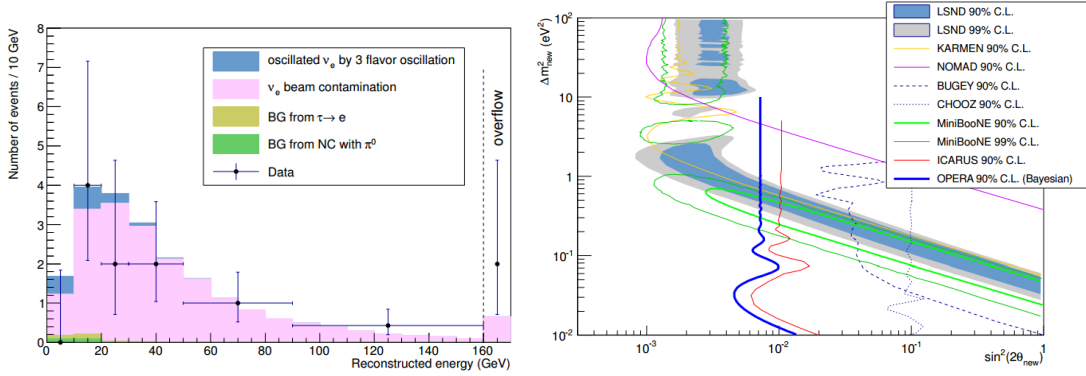 Number of events / 10 GeV
8
7
6
5
4
3
2
1
0
oscillated νe by 3 flavor oscillation
νe beam contamination
BG from τ→ e
BG from NC with π⁰
Data
overflow
0 20 40 60 80 100 120 140 160
Reconstructed energy (GeV)
Δm²new (eV²)
10²
10
1
10⁻¹
10⁻²
LSND 90% C.L.
LSND 99% C.L.
KARMEN 90% C.L.
NOMAD 90% C.L.
BUGEY 90% C.L.
CHOOZ 90% C.L.
MiniBooNE 90% C.L.
MiniBooNE 99% C.L.
ICARUS 90% C.L.
OPERA 90% C.L. (Bayesian)
10⁻³ 10⁻² 10⁻¹ 1
sin²(2θnew)